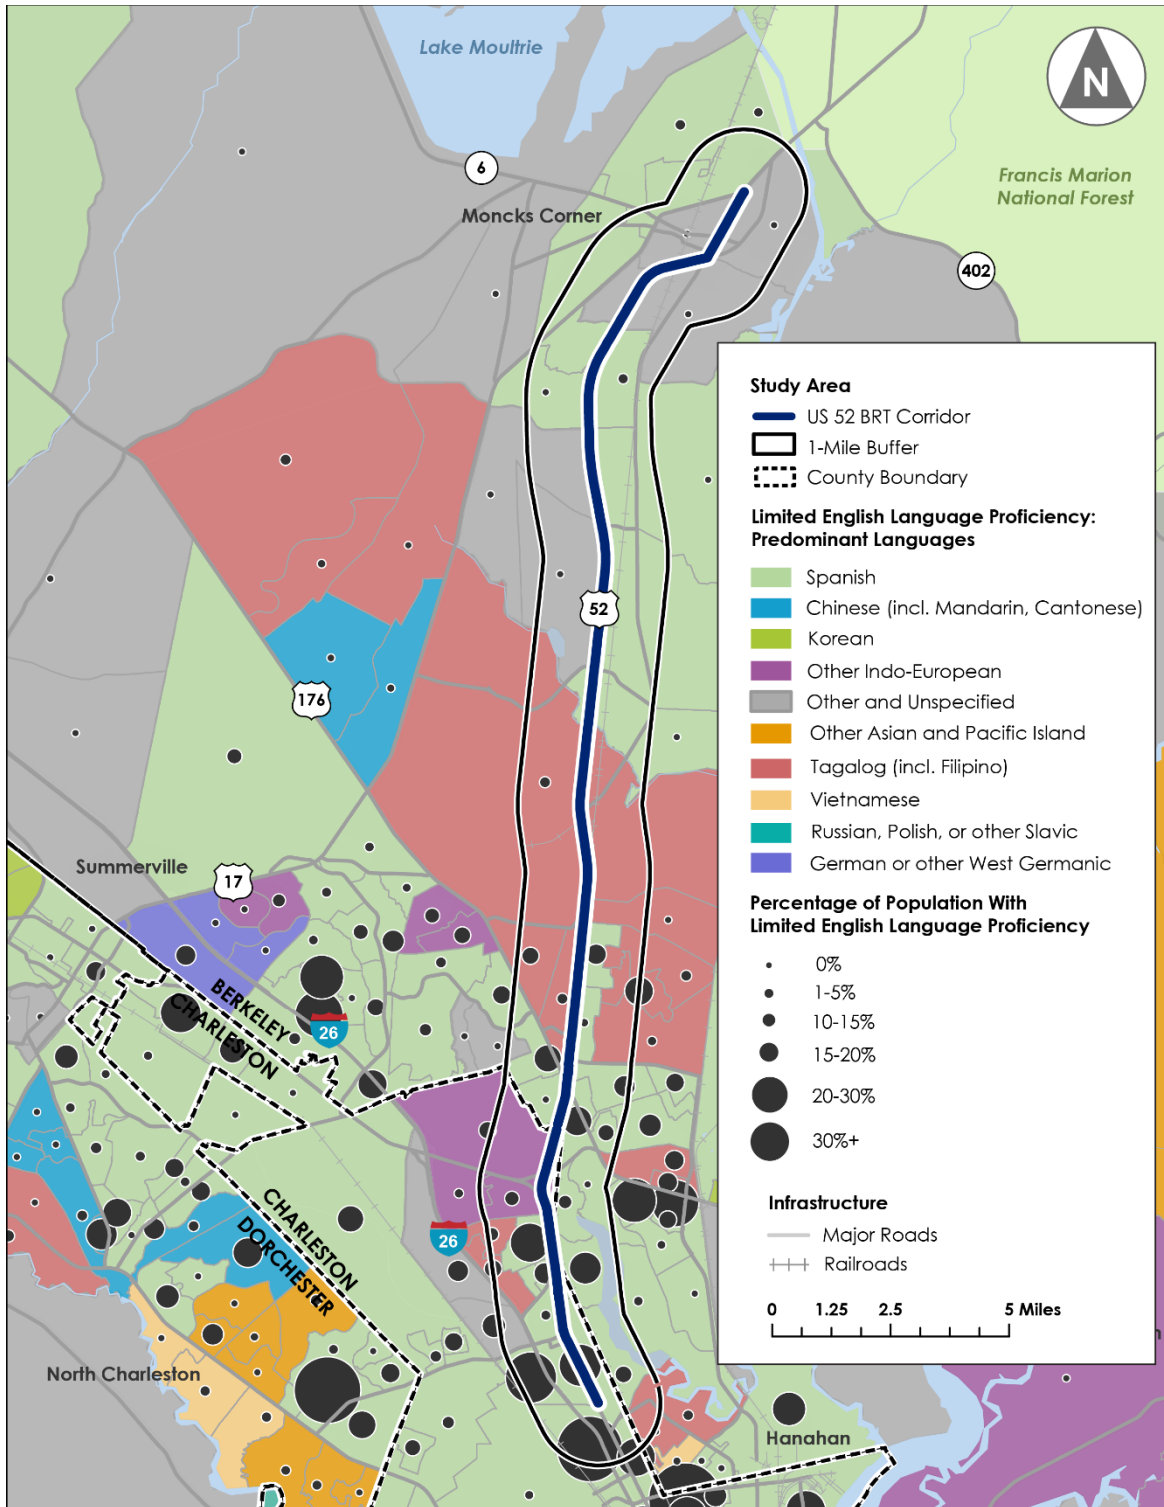 Lake Moultrie
N
6
Francis Marion
National Forest
Moncks Corner
402
Study Area
US 52 BRT Corridor
1-Mile Buffer
County Boundary
Limited English Language Proficiency:
Predominant Languages
Spanish
Chinese (incl. Mandarin, Cantonese)
Korean
Other Indo-European
Other and Unspecified
Other Asian and Pacific Island
Tagalog (incl. Filipino)
Vietnamese
Russian, Polish, or other Slavic
German or other West Germanic
Percentage of Population With
Limited English Language Proficiency
0%
1-5%
10-15%
15-20%
20-30%
30%+
Infrastructure
Major Roads
Railroads
0 1.25 2.5 5 Miles
52
176
Summerville
17
BERKELEY
CHARLESTON
26
CHARLESTON
DORCHESTER
26
North Charleston
Hanahan